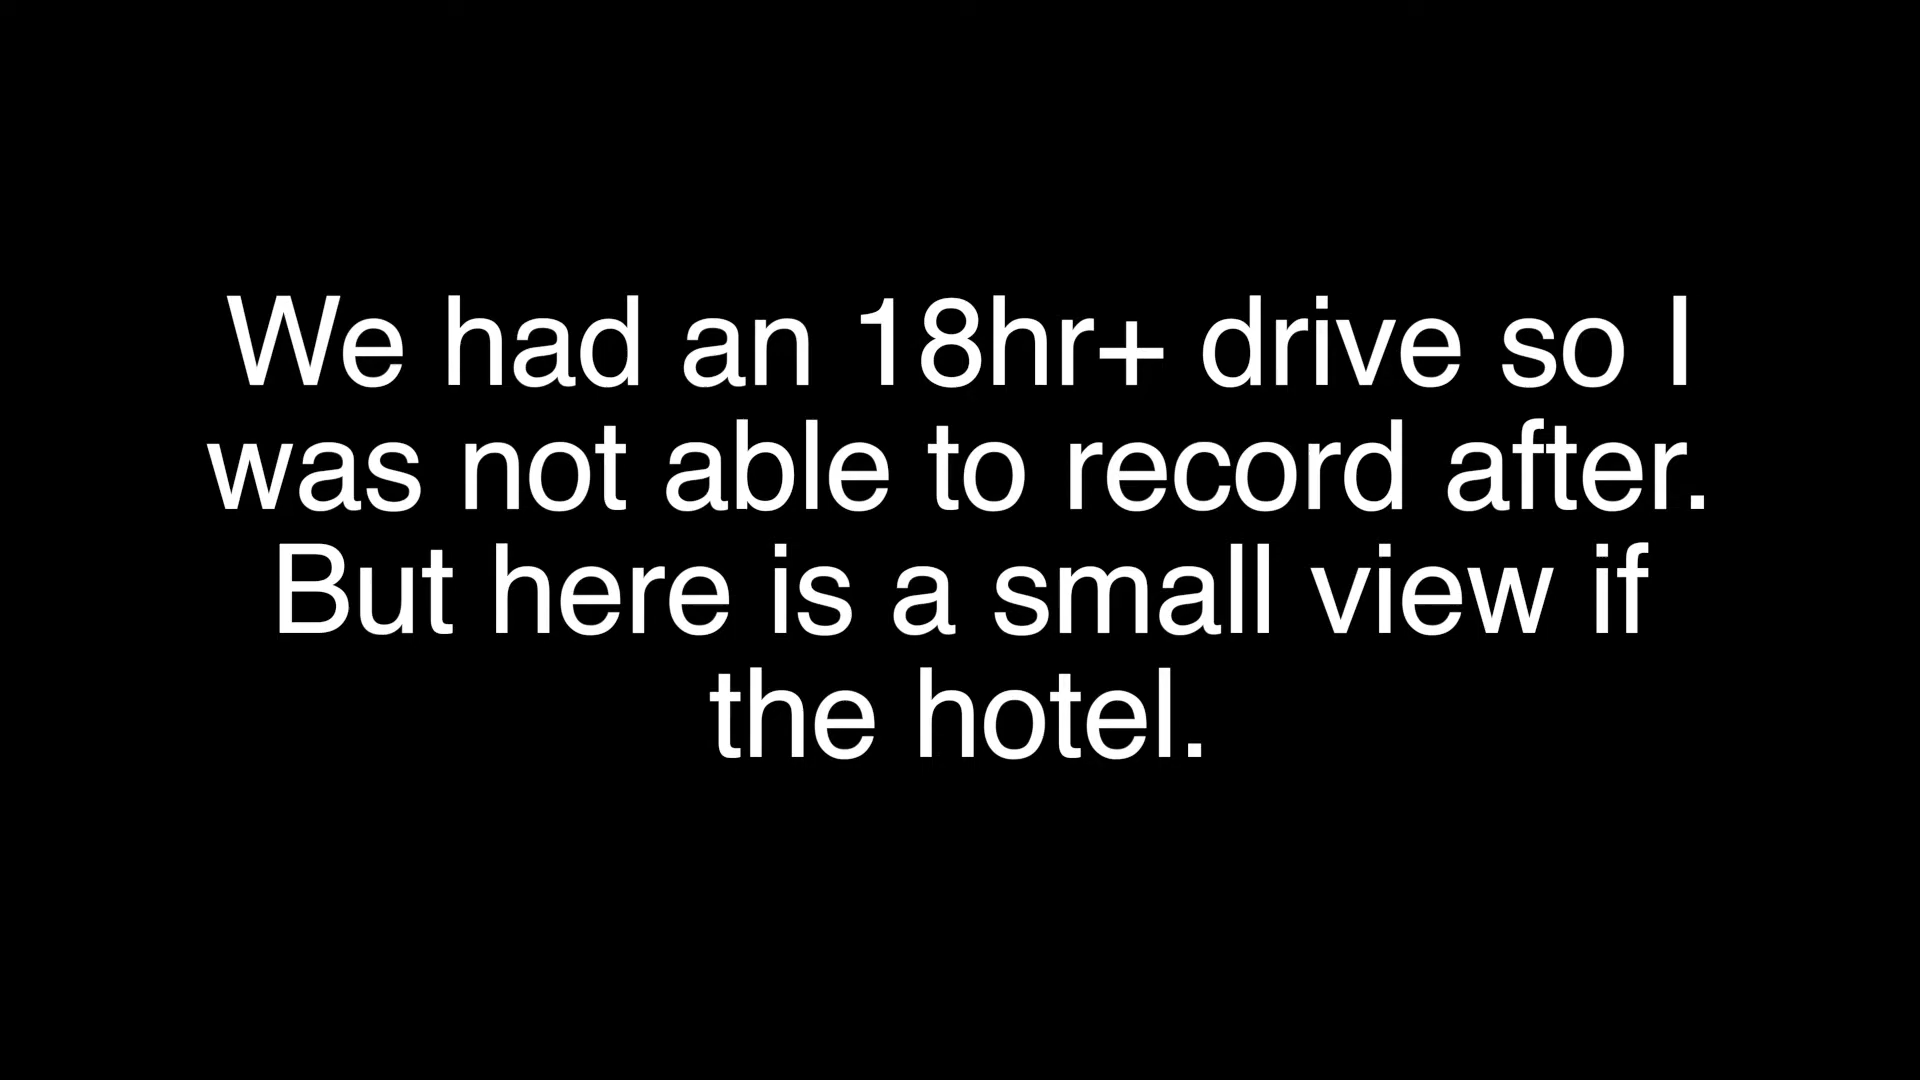 We had an 18hr+ drive so I
was not able to record after.
But here is a small view if
the hotel.